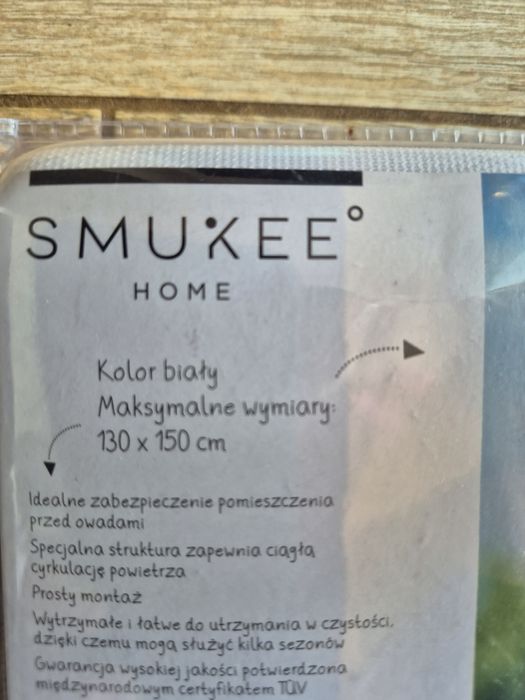 SMUKEE°
HOME
Kolor biały
Maksymalne wymiary:
130 x 150 cm
Idealne zabezpieczenie pomieszczenia
przed owadami
Specjalna struktura zapewnia ciągłą
cyrkulację powietrza
Prosty montaż
Wytrzymałe i łatwe do utrzymania w czystości,
dzięki czemu mogą służyć kilka sezonów
Gwarancja wysokiej jakości potwierdzona
międzynarodowym certyfikatem TÜV